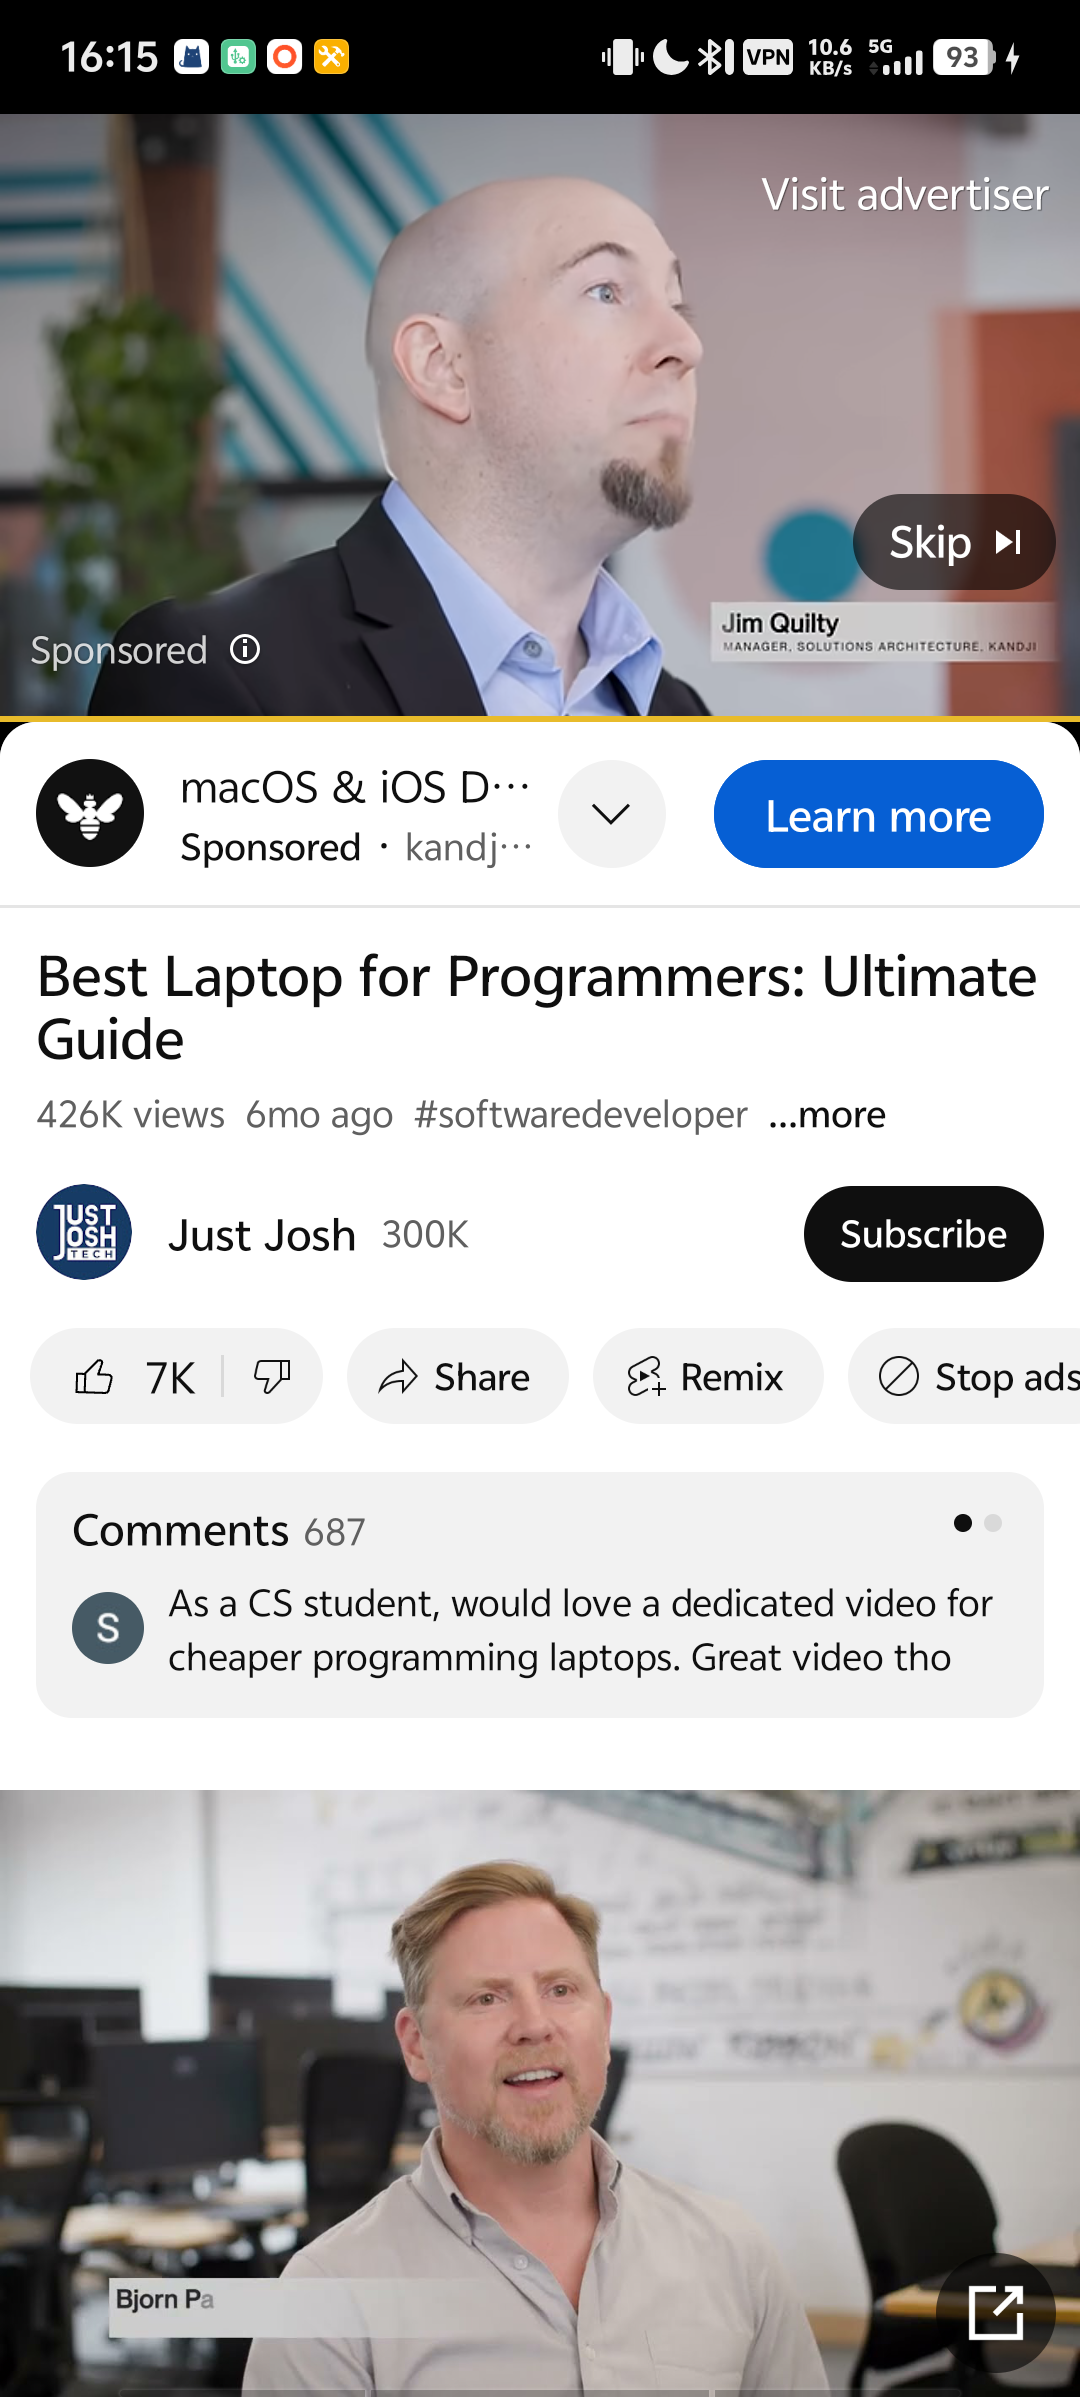 16:15
VPN
10.6
KB/s
5G
93
Visit advertiser
Skip
Jim Quilty
MANAGER, SOLUTIONS ARCHITECTURE, KANDJI
Sponsored
macOS & iOS D···
Learn more
Sponsored · kandj···
Best Laptop for Programmers: Ultimate
Guide
426K views 6mo ago #softwaredeveloper ...more
JUST
JOSH
TECH
Just Josh 300K
Subscribe
7K
Share
Remix
Stop ads
Comments 687
S
As a CS student, would love a dedicated video for
cheaper programming laptops. Great video tho
Bjorn Pa